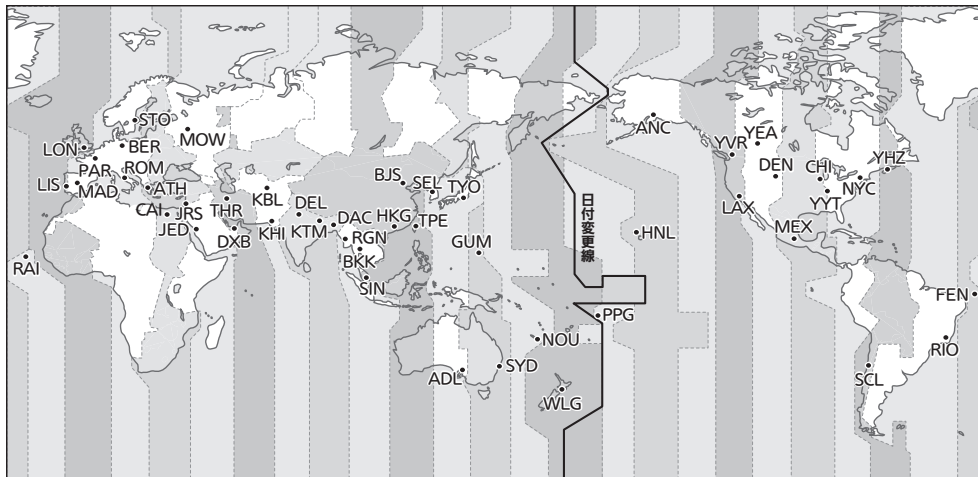 STO
MOW
ANC
LON
BER
YVR
YEA
PAR
ROM
DEN
CHI
YHZ
LIS
MAD
ATH
KBL
DEL
BJS
SEL
TYO
LAX
NYC
CAI
JRS
THR
DAC
HKG
TPE
YYT
JED
DXB
KHI
KTM
RGN
MEX
BKK
GUM
HNL
日付変更線
RAI
SIN
FEN
PPG
NOU
RIO
ADL
SYD
SCL
WLG